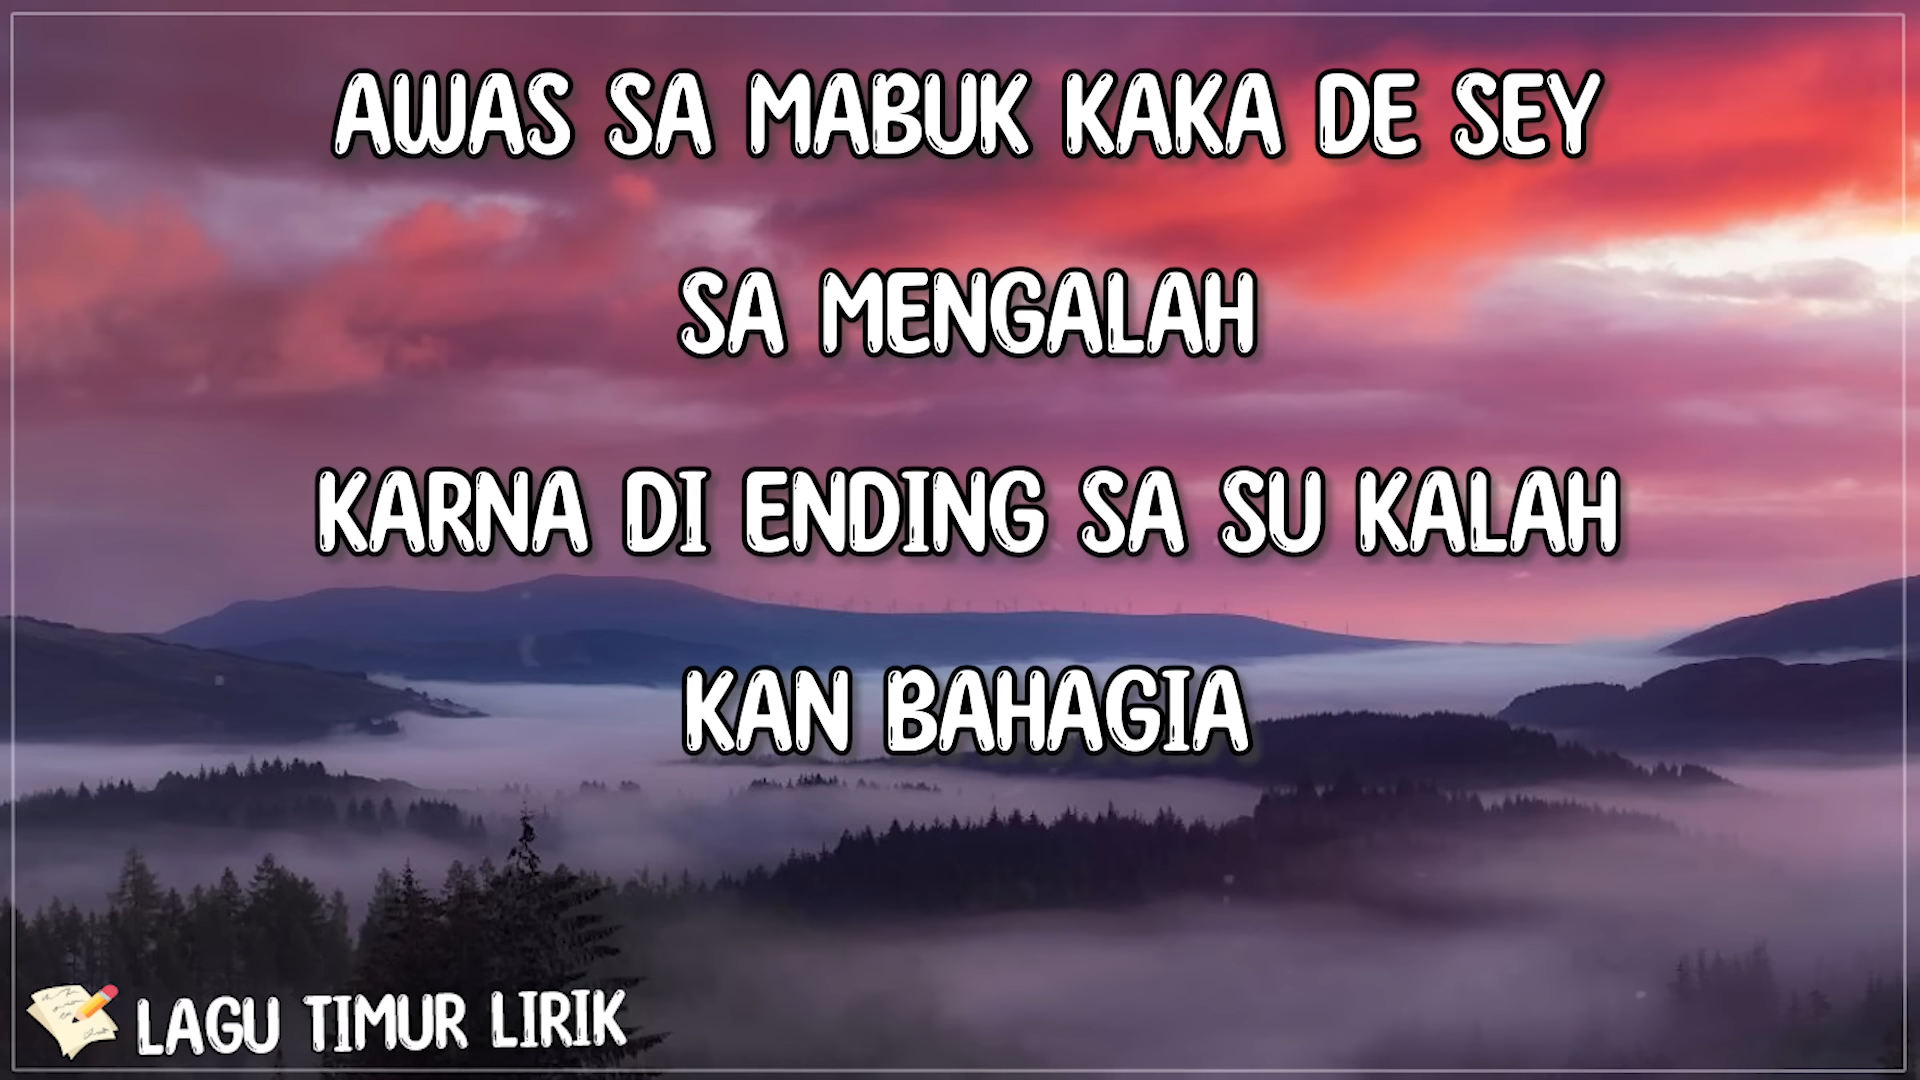 AWAS SA MABUK KAKA DE SEY
SA MENGALAH
KARNA DI ENDING SA SU KALAH
KAN BAHAGIA
LAGU TIMUR LIRIK